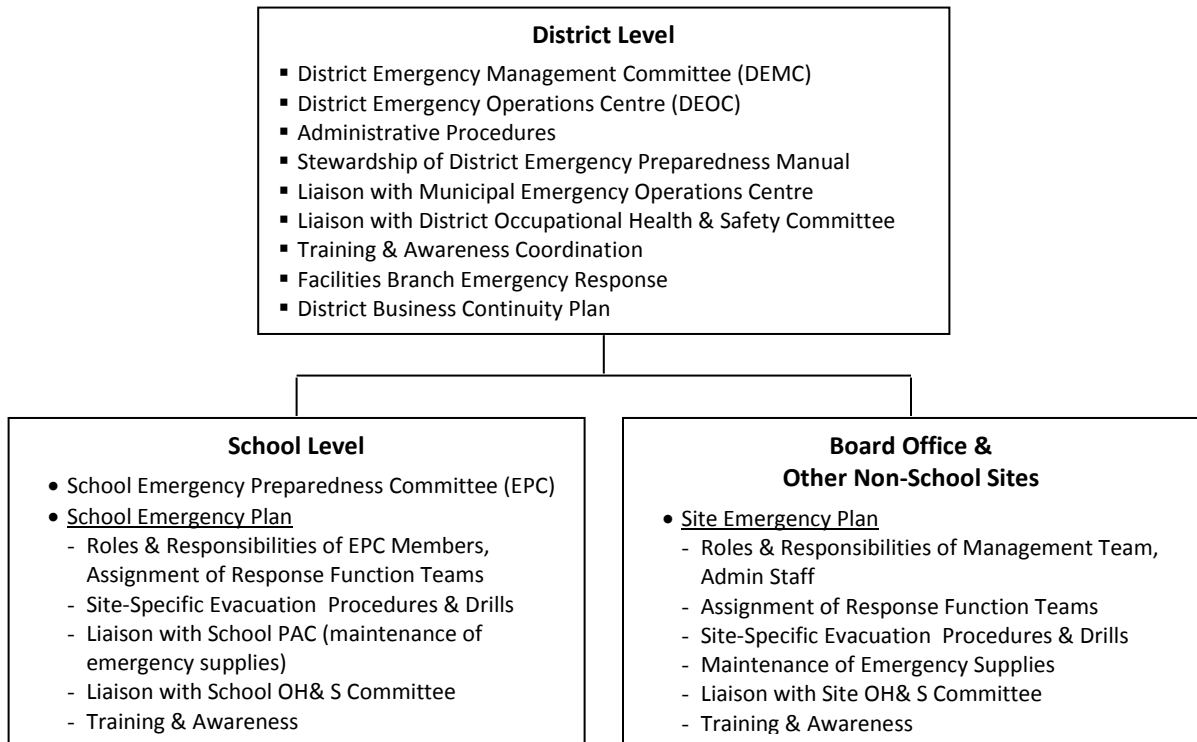 District Level
▪ District Emergency Management Committee (DEMC)
▪ District Emergency Operations Centre (DEOC)
▪ Administrative Procedures
▪ Stewardship of District Emergency Preparedness Manual
▪ Liaison with Municipal Emergency Operations Centre
▪ Liaison with District Occupational Health & Safety Committee
▪ Training & Awareness Coordination
▪ Facilities Branch Emergency Response
▪ District Business Continuity Plan
School Level
• School Emergency Preparedness Committee (EPC)
• School Emergency Plan
- Roles & Responsibilities of EPC Members,
Assignment of Response Function Teams
- Site-Specific Evacuation Procedures & Drills
- Liaison with School PAC (maintenance of
emergency supplies)
- Liaison with School OH& S Committee
- Training & Awareness
Board Office &
Other Non-School Sites
• Site Emergency Plan
- Roles & Responsibilities of Management Team,
Admin Staff
- Assignment of Response Function Teams
- Site-Specific Evacuation Procedures & Drills
- Maintenance of Emergency Supplies
- Liaison with Site OH& S Committee
- Training & Awareness